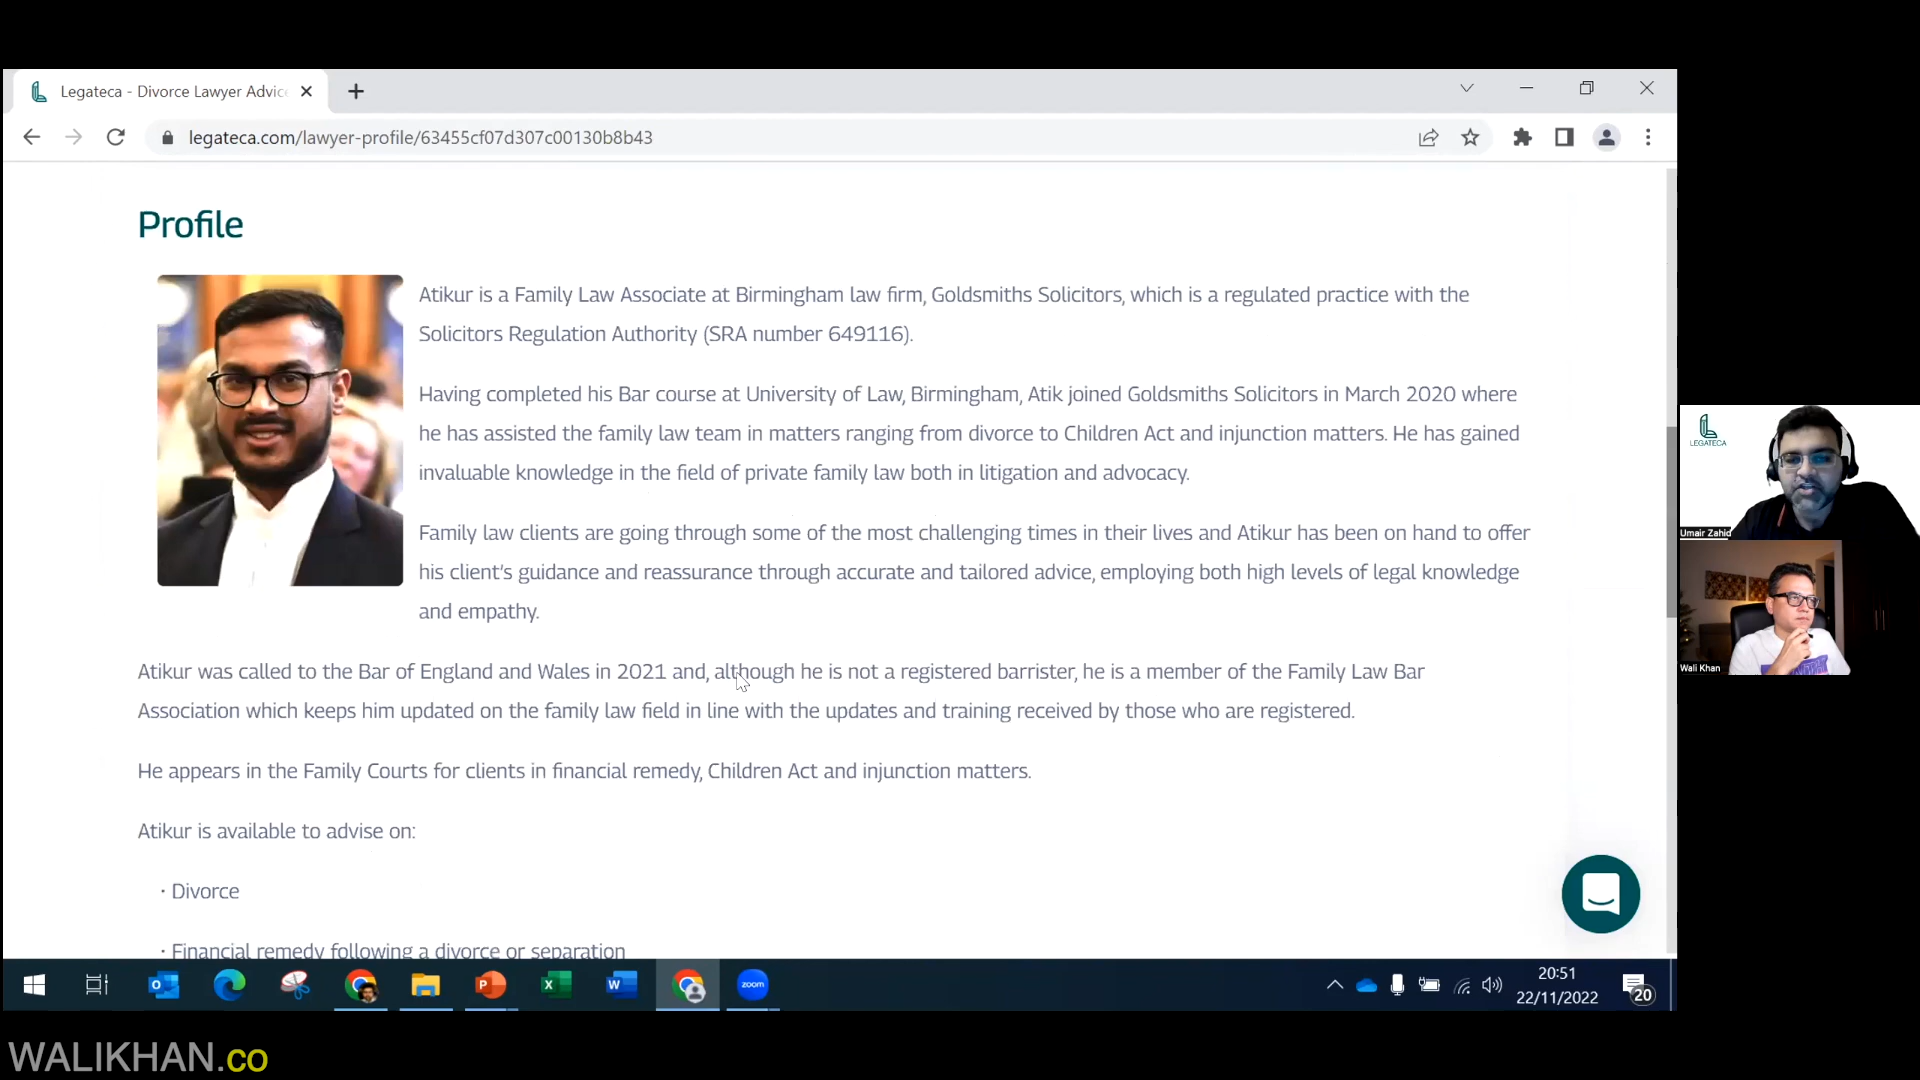 Legateca - Divorce Lawyer Advice
legateca.com/lawyer-profile/63455cf07d307c00130b8b43
Profile
Atikur is a Family Law Associate at Birmingham law firm, Goldsmiths Solicitors, which is a regulated practice with the
Solicitors Regulation Authority (SRA number 649116).
Having completed his Bar course at University of Law, Birmingham, Atik joined Goldsmiths Solicitors in March 2020 where
he has assisted the family law team in matters ranging from divorce to Children Act and injunction matters. He has gained
invaluable knowledge in the field of private family law both in litigation and advocacy.
Family law clients are going through some of the most challenging times in their lives and Atikur has been on hand to offer
his client's guidance and reassurance through accurate and tailored advice, employing both high levels of legal knowledge
and empathy.
Atikur was called to the Bar of England and Wales in 2021 and, although he is not a registered barrister, he is a member of the Family Law Bar
Association which keeps him updated on the family law field in line with the updates and training received by those who are registered.
He appears in the Family Courts for clients in financial remedy, Children Act and injunction matters.
Atikur is available to advise on:
· Divorce
· Financial remedy following a divorce or separation
LEGATECA
Umair Zahid
Wali Khan
zoom
20:51
22/11/2022
20
WALIKHAN.co